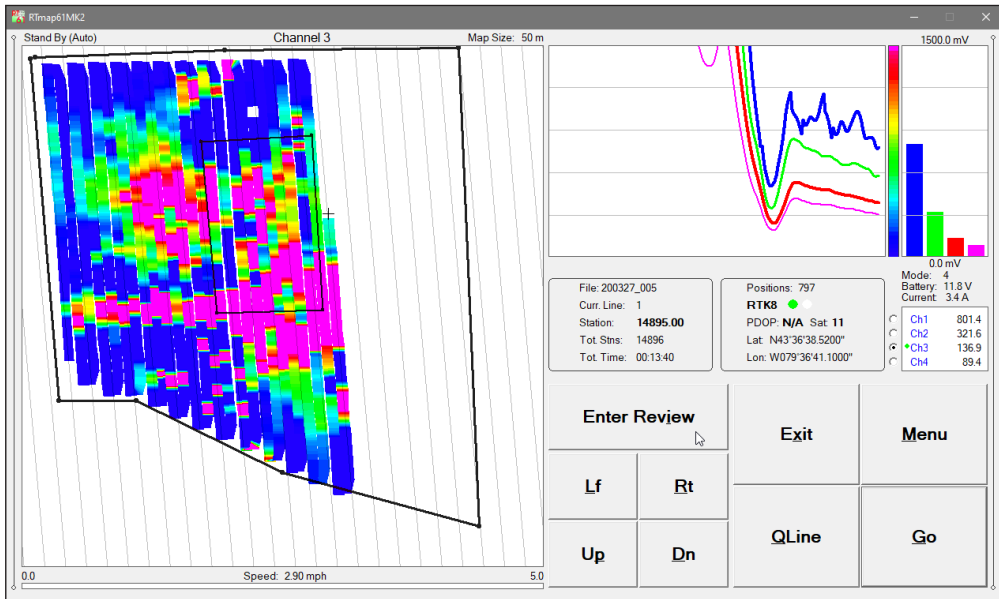 RTmap61MK2
Stand By (Auto) Channel 3 Map Size: 50 m
0.0 Speed: 2.90 mph 5.0
1500.0 mV
0.0 mV
Mode: 4
Battery: 11.8 V
Current 3.4 A
File: 200327_005
Curr. Line: 1
Station: 14895.00
Tot. Stns: 14896
Tot. Time: 00:13:40
Positions: 797
RTK8
PDOP: N/A Sat 11
Lat: N43°36'38.5200"
Lon: W079°36'41.1000"
Ch1 801.4
Ch2 321.6
Ch3 136.9
Ch4 89.4
Enter Review
Exit
Menu
Lf
Rt
Up
Dn
QLine
Go